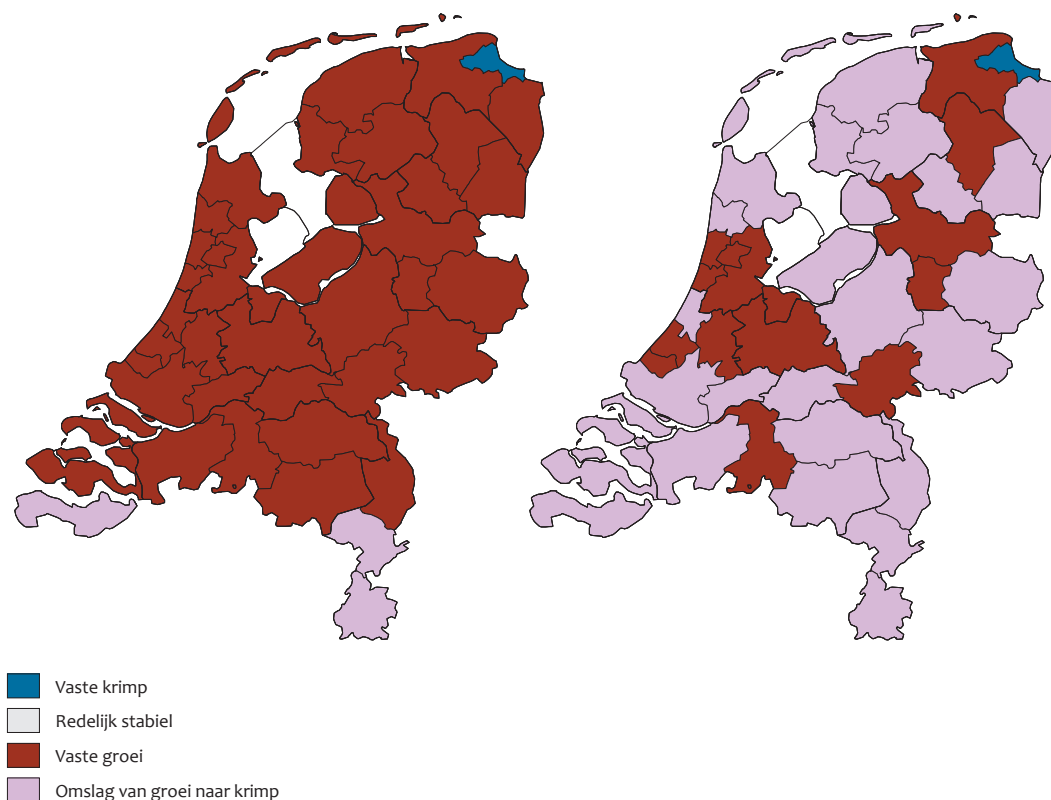 Vaste krimp
Redelijk stabiel
Vaste groei
Omslag van groei naar krimp